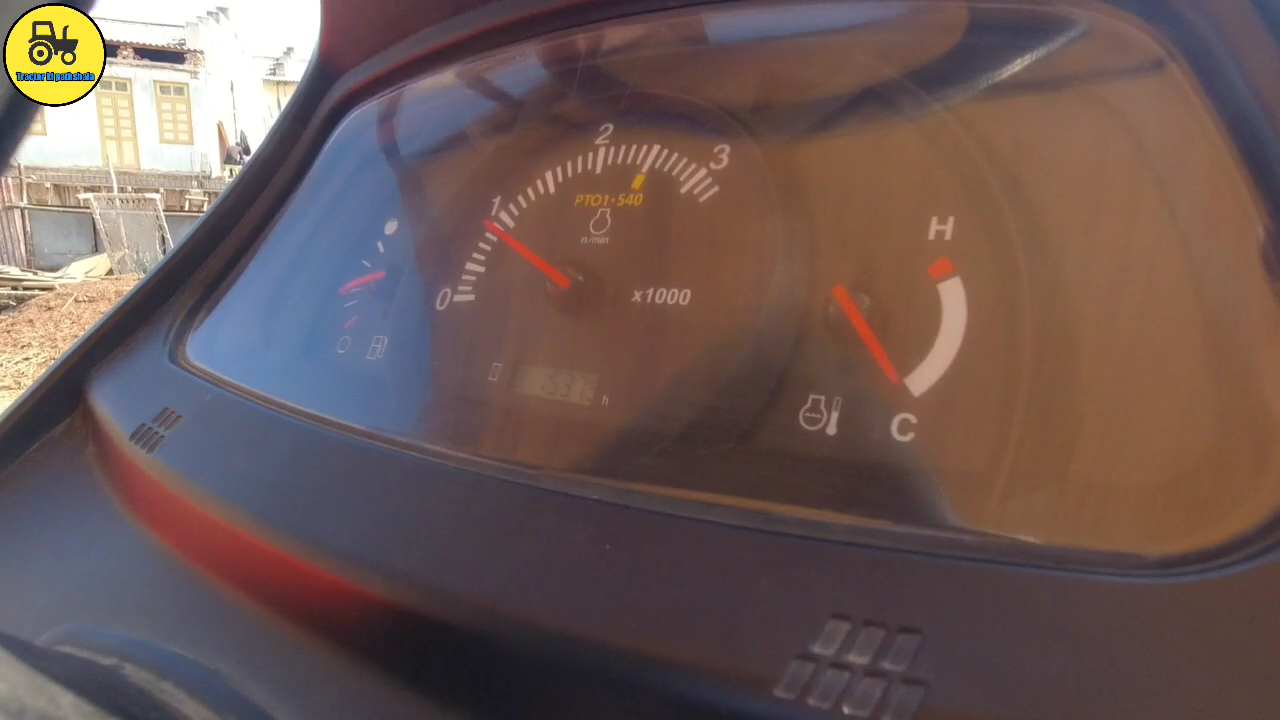 Tractor ki pathshala
0
1
2
3
PTO1·540
n/min
x1000
h
H
C